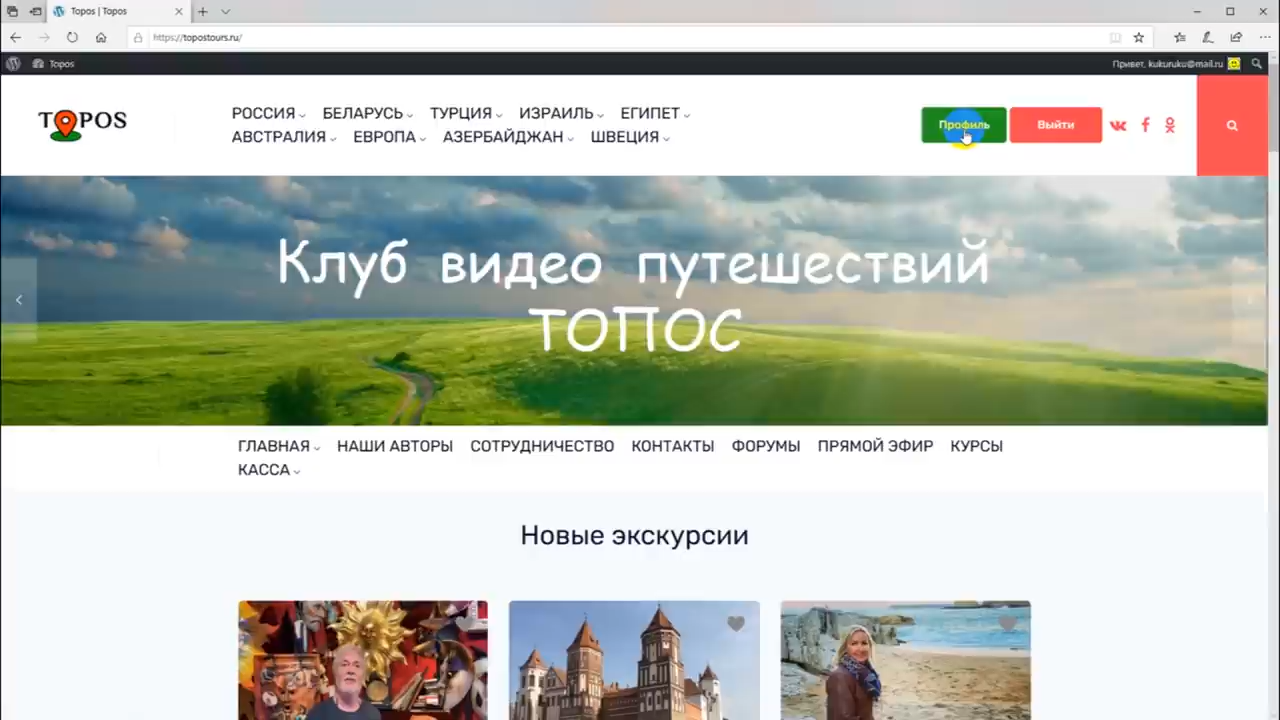 Topos | Topos
https://topostours.ru/
Topos
Привет, kukuruku@mail.ru
TOPOS
РОССИЯ БЕЛАРУСЬ ТУРЦИЯ ИЗРАИЛЬ ЕГИПЕТ
АВСТРАЛИЯ ЕВРОПА АЗЕРБАЙДЖАН ШВЕЦИЯ
Профиль
Выйти
Клуб видео путешествий
ТОПОС
ГЛАВНАЯ НАШИ АВТОРЫ СОТРУДНИЧЕСТВО КОНТАКТЫ ФОРУМЫ ПРЯМОЙ ЭФИР КУРСЫ
КАССА
Новые экскурсии